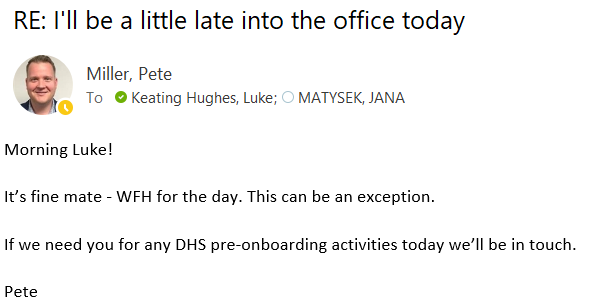 RE: I'll be a little late into the office today
Miller, Pete
To Keating Hughes, Luke; MATYSEK, JANA
Morning Luke!
It's fine mate - WFH for the day. This can be an exception.
If we need you for any DHS pre-onboarding activities today we'll be in touch.
Pete